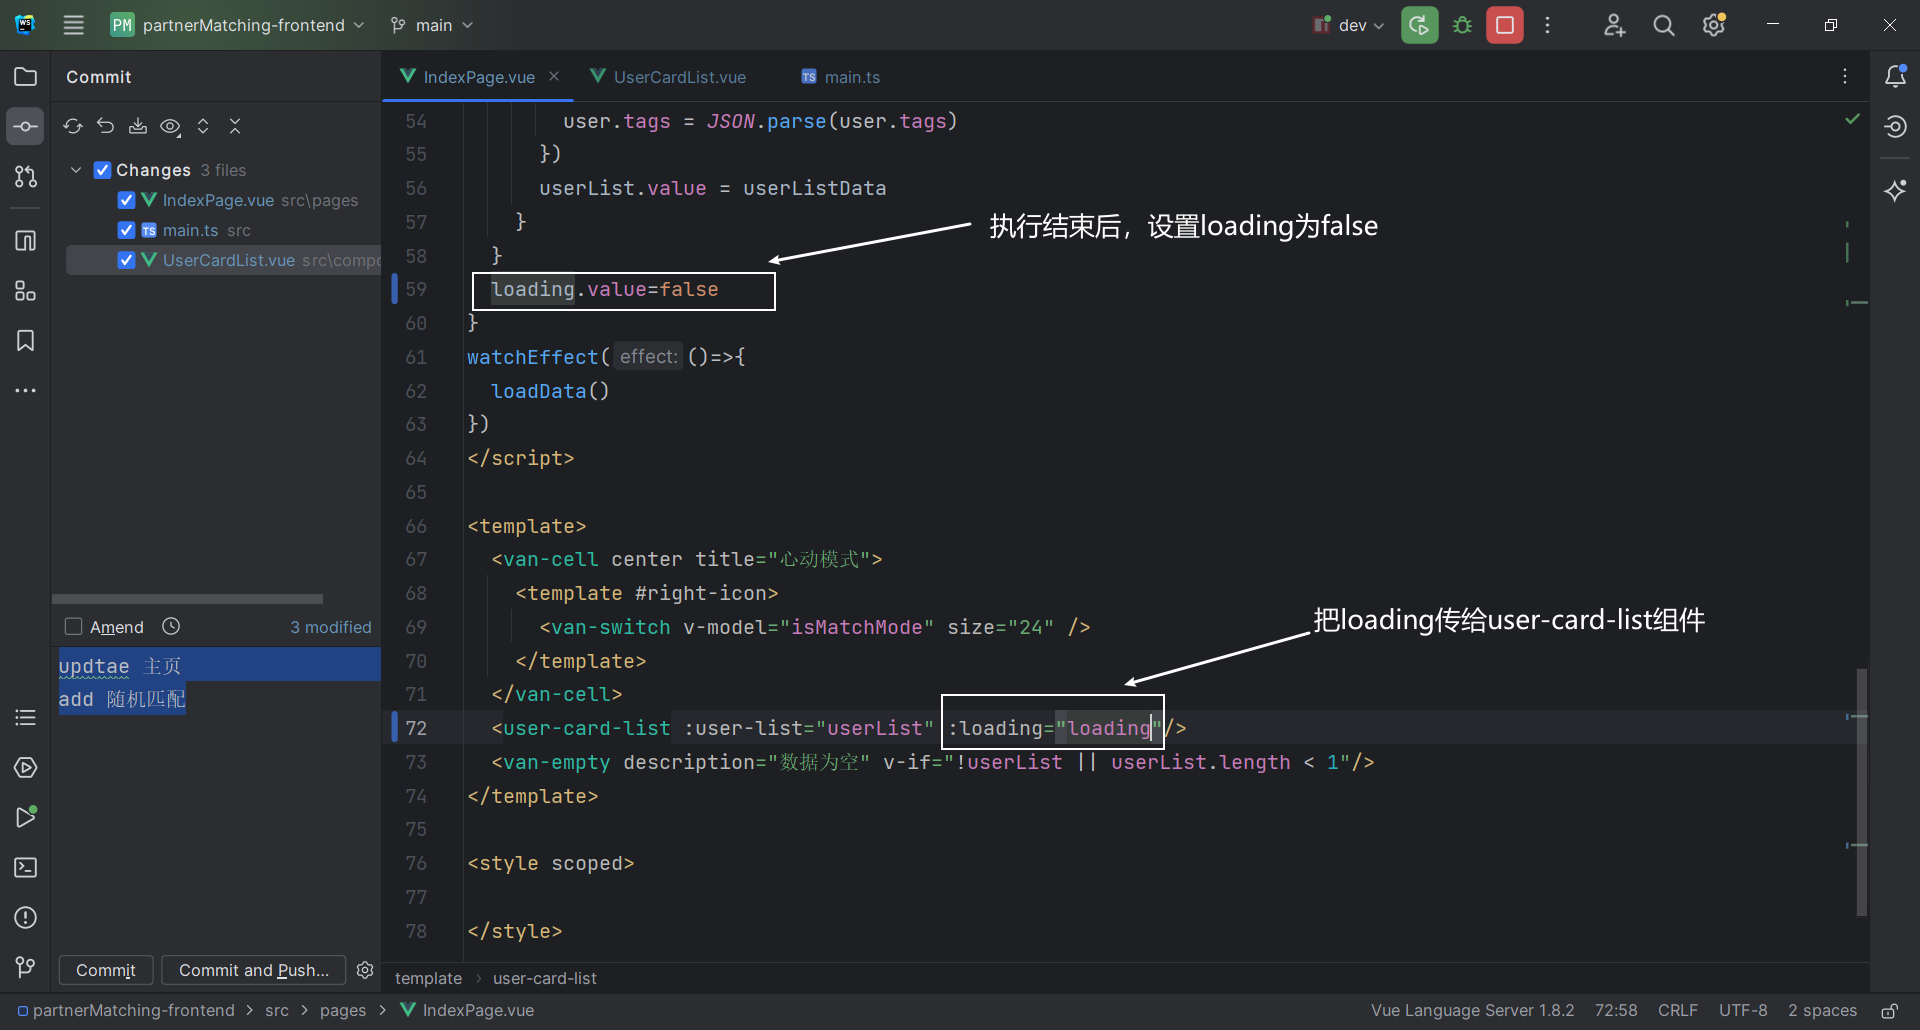 WS
PM partnerMatching-frontend main dev
Commit
IndexPage.vue UserCardList.vue TS main.ts
Changes 3 files
IndexPage.vue src\pages
TS main.ts src
UserCardList.vue src\compo
Amend 3 modified
updtae 主页
add 随机匹配
Commit Commit and Push...
54 user.tags = JSON.parse(user.tags)
55 })
56 userList.value = userListData
57 }
58 }
59 loading.value=false
60 }
61 watchEffect( effect: ()=>{
62 loadData()
63 })
64 </script>
65
66 <template>
67 <van-cell center title="心动模式">
68 <template #right-icon>
69 <van-switch v-model="isMatchMode" size="24" />
70 </template>
71 </van-cell>
72 <user-card-list :user-list="userList" :loading="loading"/>
73 <van-empty description="数据为空" v-if="!userList || userList.length < 1"/>
74 </template>
75
76 <style scoped>
77
78 </style>
执行结束后，设置loading为false
把loading传给user-card-list组件
template › user-card-list
partnerMatching-frontend > src > pages > IndexPage.vue
Vue Language Server 1.8.2 72:58 CRLF UTF-8 2 spaces